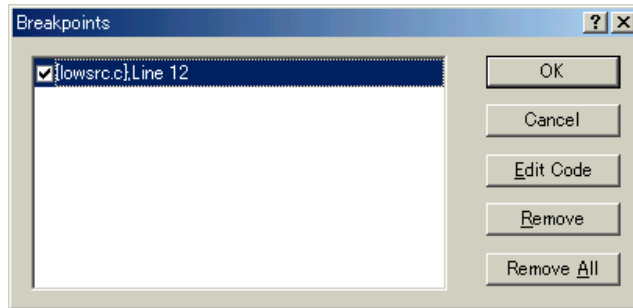 Breakpoints
{lowsrc.c},Line 12
OK
Cancel
Edit Code
Remove
Remove All